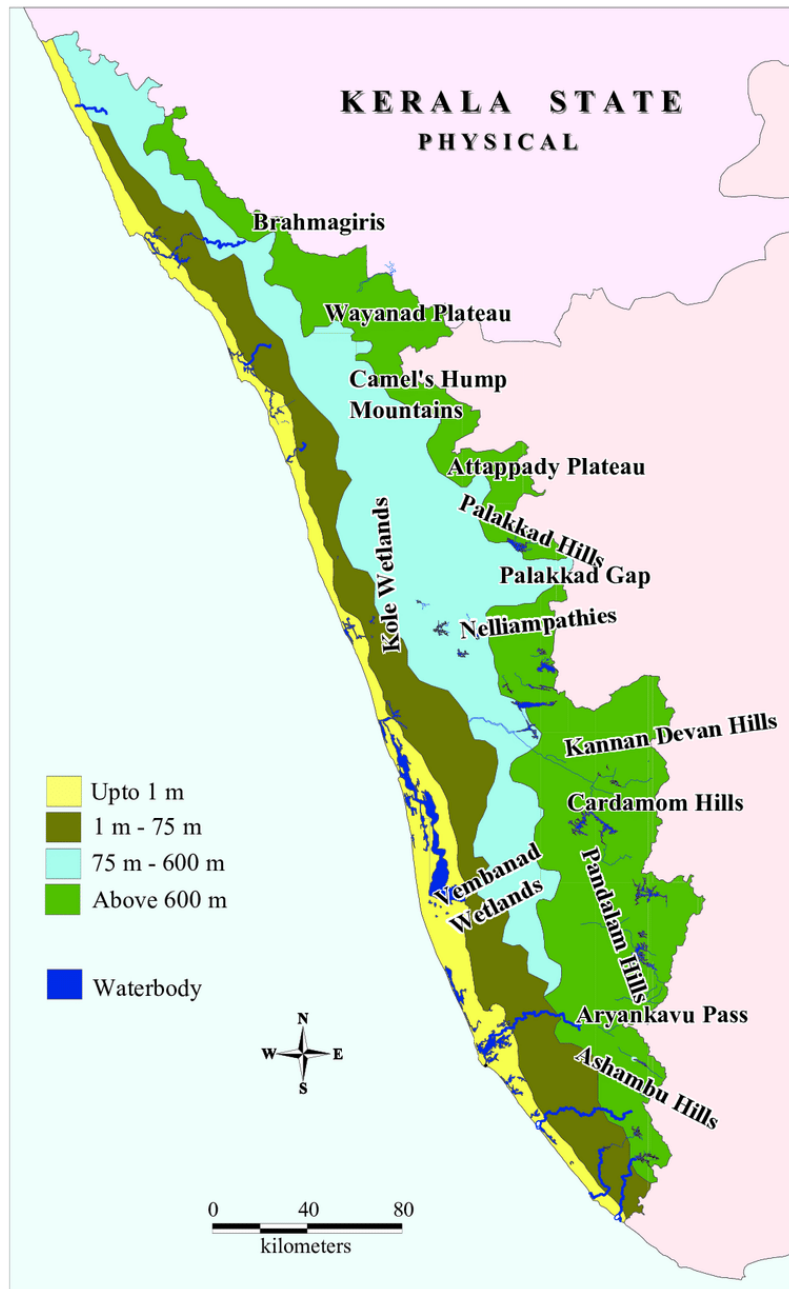 KERALA STATE
PHYSICAL
Brahmagiris
Wayanad Plateau
Camel's Hump
Mountains
Attappady Plateau
Palakkad Hills
Palakkad Gap
Kole Wetlands
Nelliampathies
Kannan Devan Hills
Cardamom Hills
Pandalam Hills
Vembanad
Wetlands
Aryankavu Pass
Ashambu Hills
Upto 1 m
1 m - 75 m
75 m - 600 m
Above 600 m
Waterbody
N
W E
S
0 40 80
kilometers